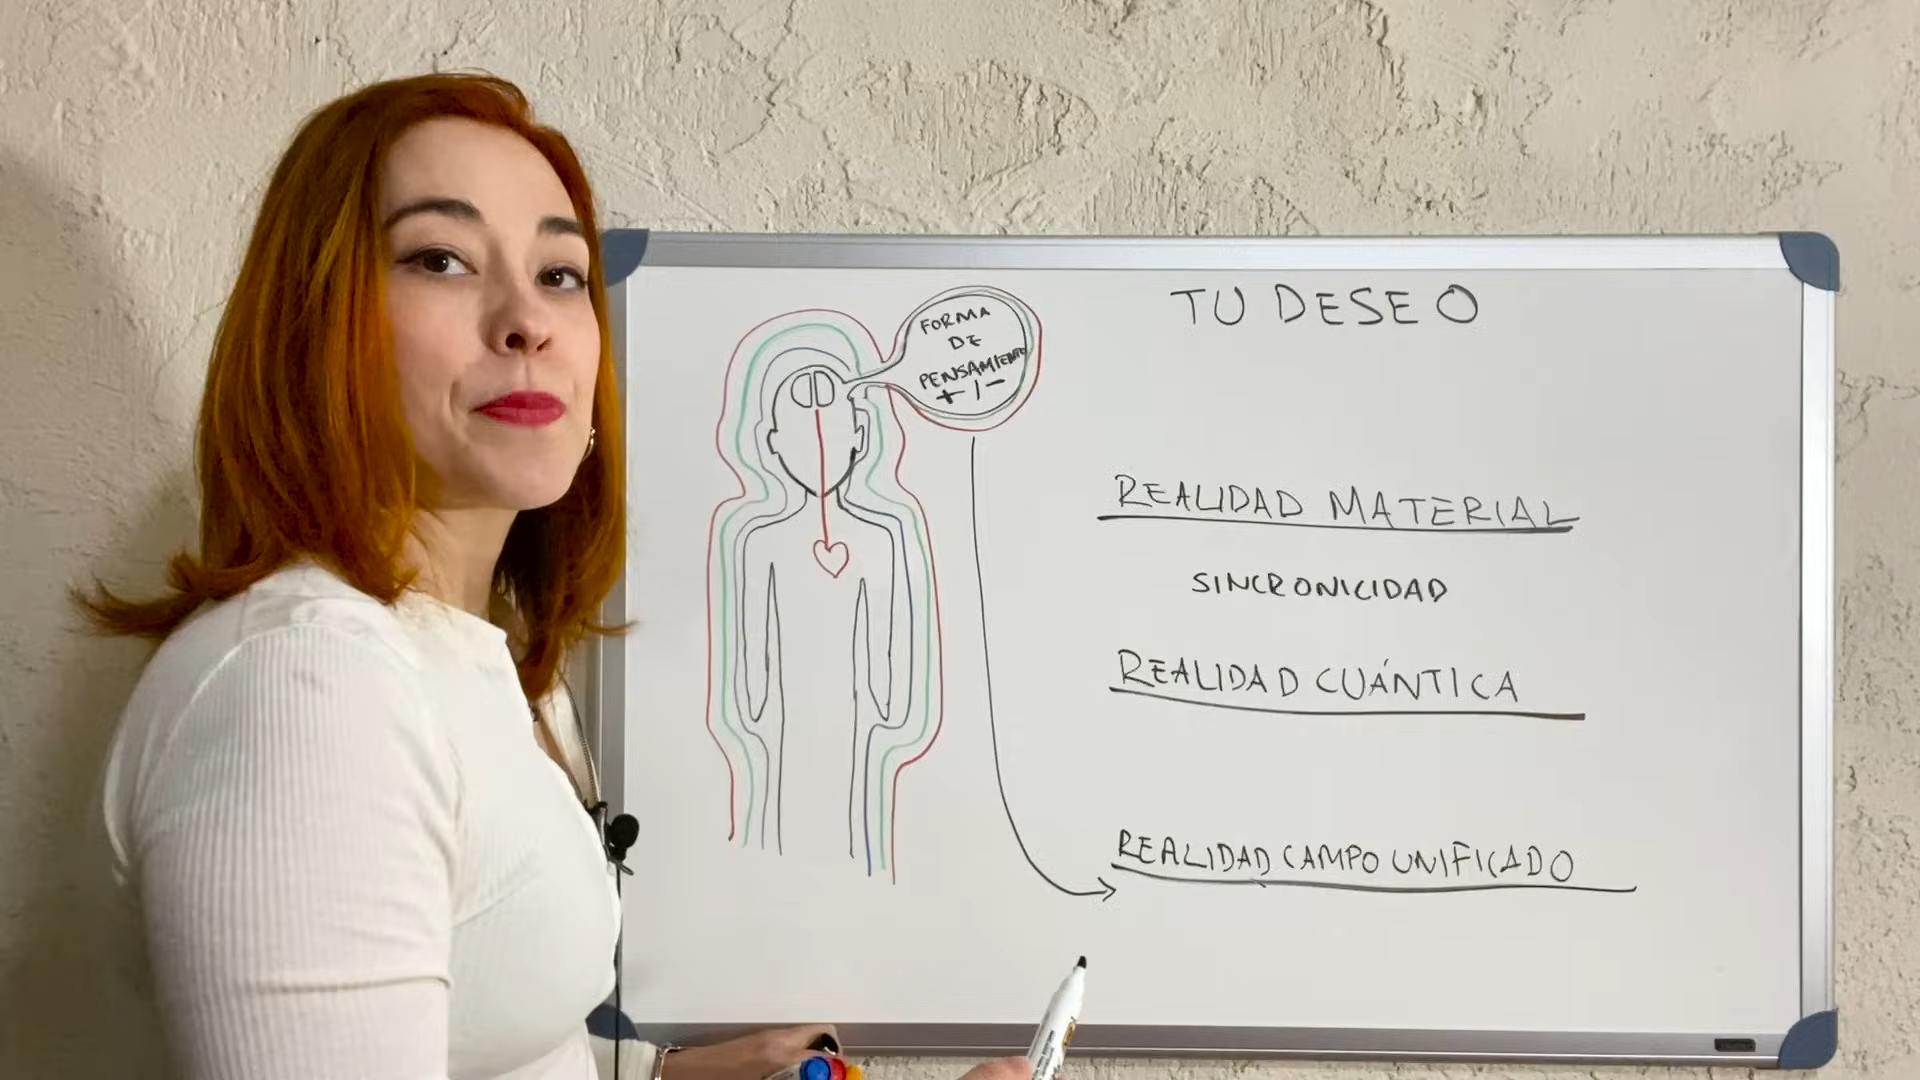 FORMA
DE
PENSAMIENTO
+ / -
TU DESEO
REALIDAD MATERIAL
SINCRONICIDAD
REALIDAD CUÁNTICA
REALIDAD CAMPO UNIFICADO